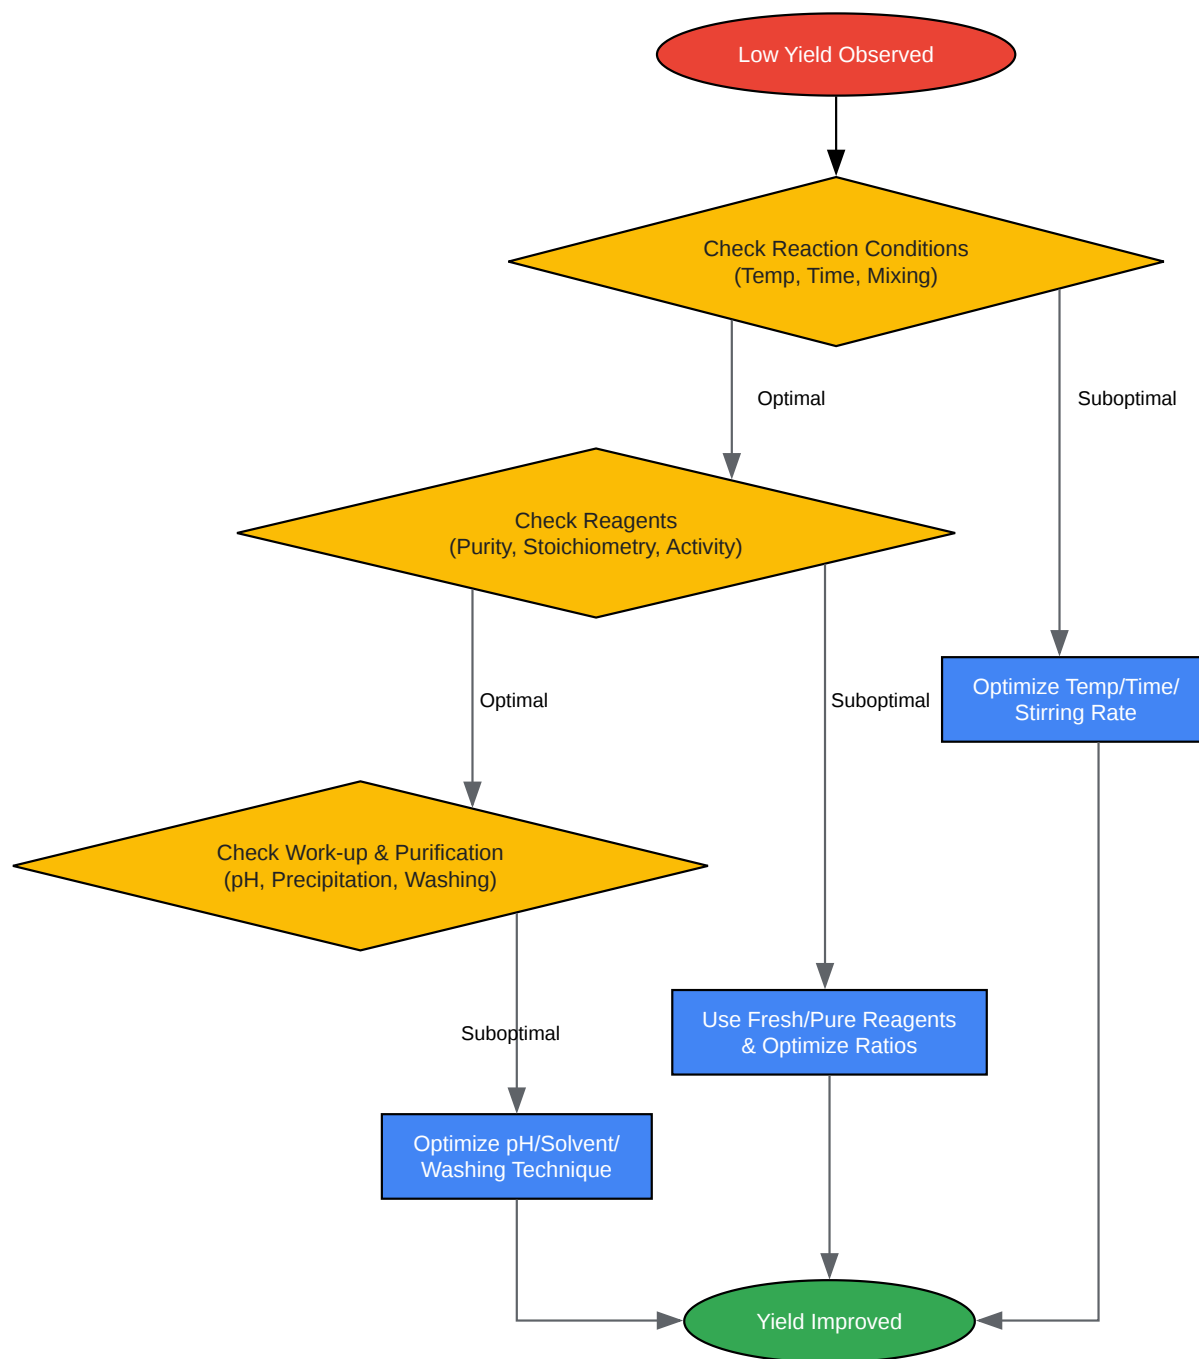 Low Yield Observed
Check Reaction Conditions
(Temp, Time, Mixing)
Optimal
Suboptimal
Check Reagents
(Purity, Stoichiometry, Activity)
Optimal
Suboptimal
Optimize Temp/Time/
Stirring Rate
Check Work-up & Purification
(pH, Precipitation, Washing)
Suboptimal
Use Fresh/Pure Reagents
& Optimize Ratios
Optimize pH/Solvent/
Washing Technique
Yield Improved